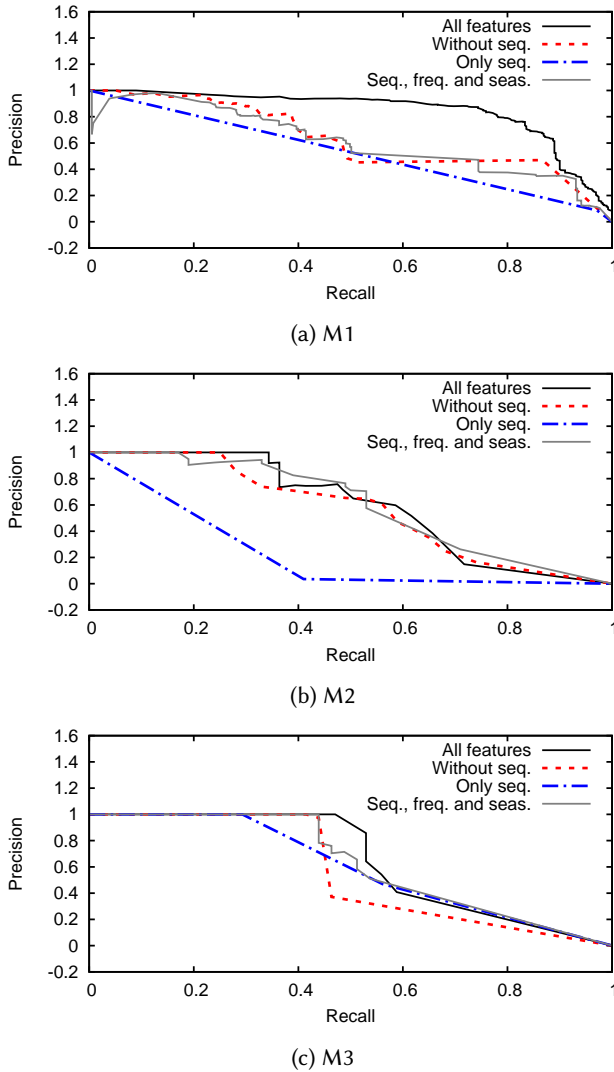 1.6
1.4
1.2
1
0.8
0.6
0.4
0.2
0
-0.2
Precision
All features
Without seq.
Only seq.
Seq., freq. and seas.
0 0.2 0.4 0.6 0.8 1
Recall
(a) M1
1.6
1.4
1.2
1
0.8
0.6
0.4
0.2
0
-0.2
Precision
All features
Without seq.
Only seq.
Seq., freq. and seas.
0 0.2 0.4 0.6 0.8 1
Recall
(b) M2
1.6
1.4
1.2
1
0.8
0.6
0.4
0.2
0
-0.2
Precision
All features
Without seq.
Only seq.
Seq., freq. and seas.
0 0.2 0.4 0.6 0.8 1
Recall
(c) M3